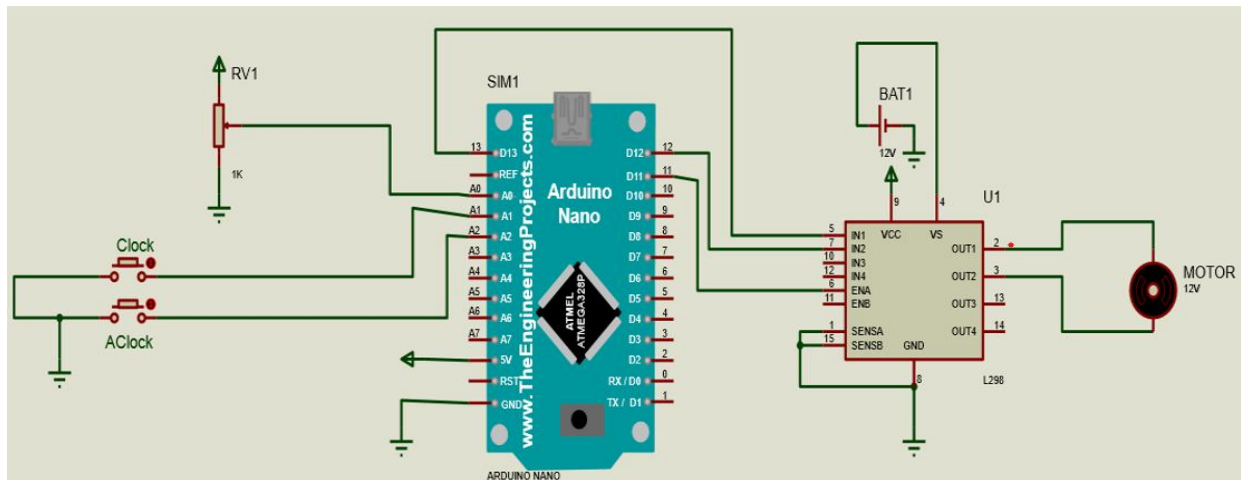 RV1
1K
Clock
AClock
SIM1
13
A0
A1
A2
A3
A4
A5
A6
A7
D13
REF
A0
A1
A2
A3
A4
A5
A6
A7
5V
RST
GND
www.TheEngineeringProjects.com
Arduino
Nano
ATMEL
ATMEGA328P
D12
D11
D10
D9
D8
D7
D6
D5
D4
D3
D2
RX / D0
TX / D1
12
11
10
9
8
7
6
5
4
3
2
0
1
ARDUINO NANO
BAT1
12V
U1
9
4
VCC
VS
5
7
10
12
6
11
1
15
IN1
IN2
IN3
IN4
ENA
ENB
SENSA
SENSB
GND
8
OUT1
OUT2
OUT3
OUT4
2
3
13
14
L298
MOTOR
12V